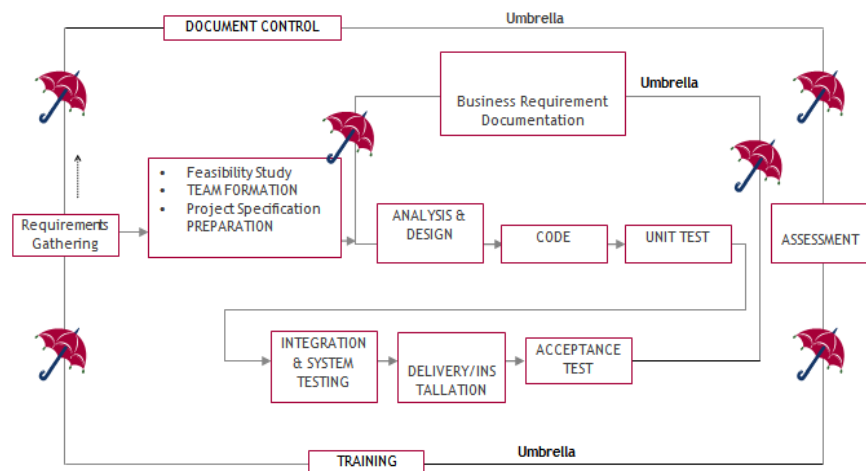 DOCUMENT CONTROL
Umbrella
Business Requirement
Documentation
Umbrella
• Feasibility Study
• TEAM FORMATION
• Project Specification
PREPARATION
Requirements
Gathering
ANALYSIS &
DESIGN
CODE
UNIT TEST
ASSESSMENT
INTEGRATION
& SYSTEM
TESTING
DELIVERY/INS
TALLATION
ACCEPTANCE
TEST
TRAINING
Umbrella